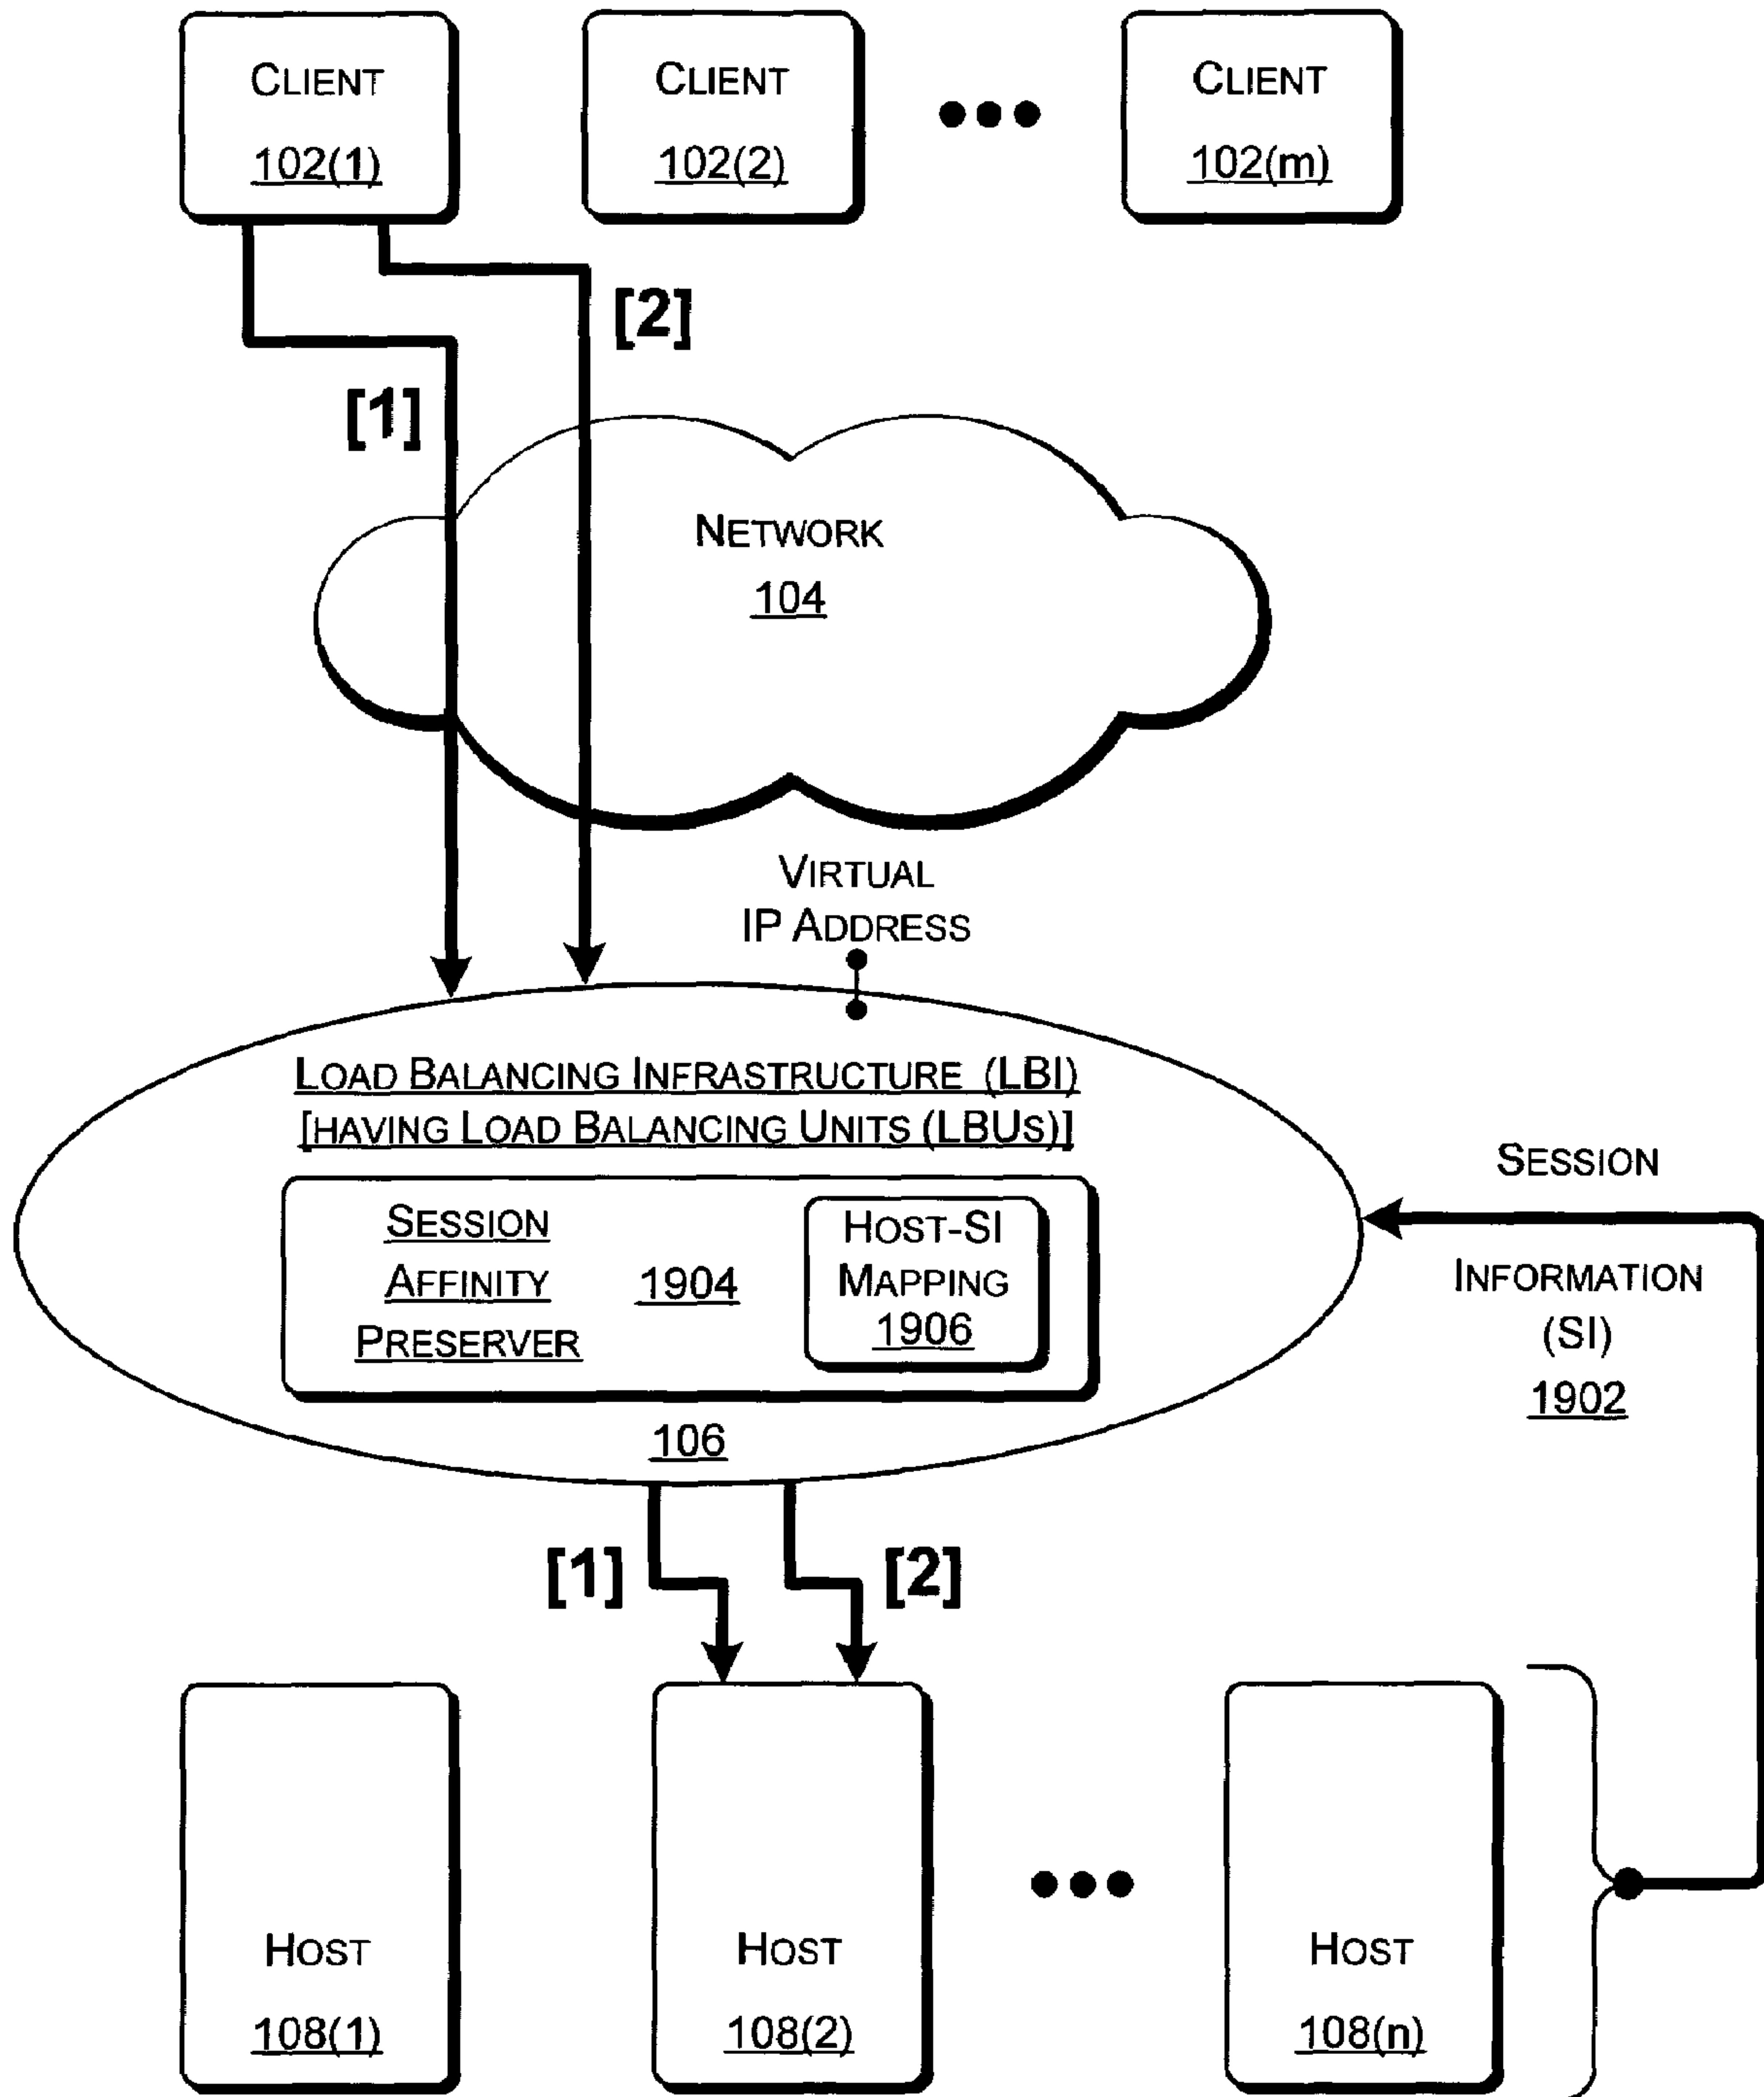 CLIENT
102(1)
CLIENT
102(2)
CLIENT
102(m)
[2]
[1]
NETWORK
104
VIRTUAL
IP ADDRESS
LOAD BALANCING INFRASTRUCTURE (LBI)
[HAVING LOAD BALANCING UNITS (LBUS)]
SESSION
AFFINITY
PRESERVER
1904
HOST-SI
MAPPING
1906
106
SESSION
INFORMATION
(SI)
1902
[1]
[2]
HOST
108(1)
HOST
108(2)
HOST
108(n)